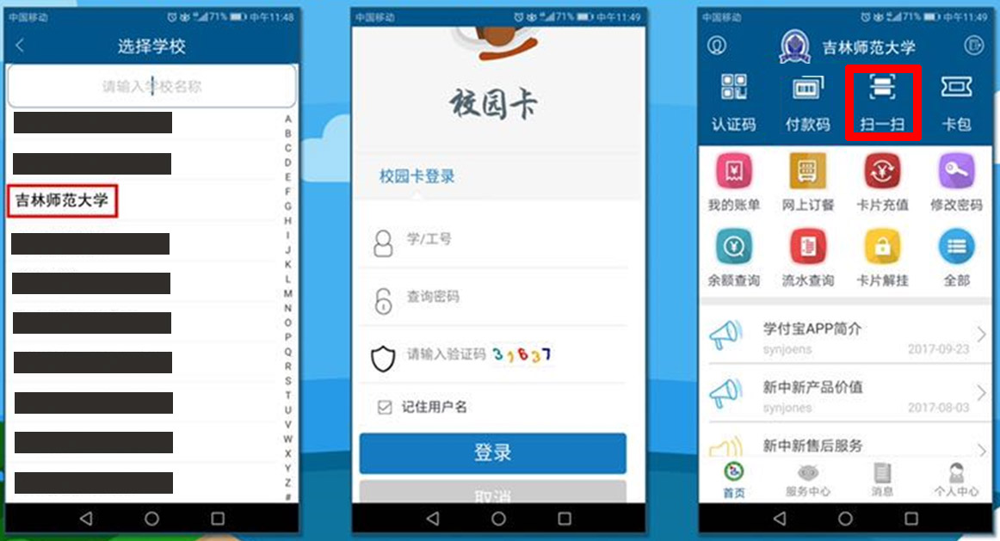 中国移动 71% 中午11:48
选择学校
请输入学校名称
吉林师范大学
A
B
C
D
E
F
G
H
I
J
K
L
M
N
O
P
Q
R
S
T
U
V
W
X
Y
Z
#
中国移动 71% 中午11:49
校园卡
校园卡登录
学/工号
查询密码
请输入验证码 31637
记住用户名
登录
取消
中国移动 71% 中午11:49
吉林师范大学
认证码 付款码 扫一扫 卡包
我的账单 网上订餐 卡片充值 修改密码
余额查询 流水查询 卡片解挂 全部
学付宝APP简介
synjoens 2017-09-23
新中新产品价值
synjones 2017-08-03
新中新售后服务
首页 服务中心 消息 个人中心